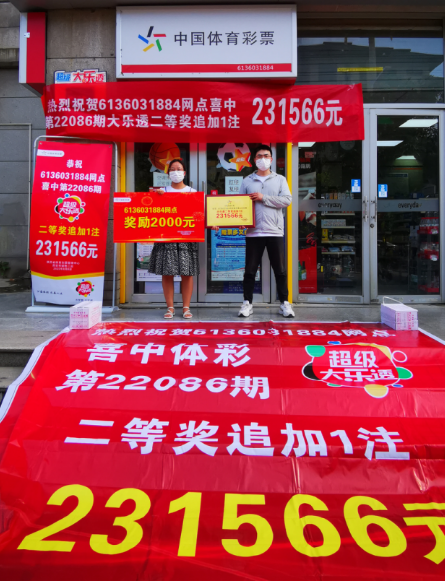 中国体育彩票
6136031884
超级大乐透
热烈祝贺6136031884网点喜中
第22086期大乐透二等奖追加1注 231566元
恭祝
6136031884网点
喜中第22086期
超级
大乐透
二等奖追加1注
231566元
6136031884网点
奖励2000元
231566元
热烈祝贺6136031884网点
喜中体彩
第22086期
超级
大乐透
二等奖追加1注
231566元